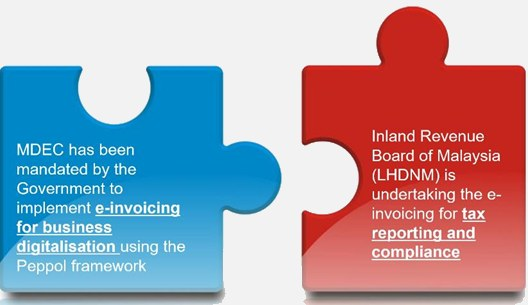 MDEC has been
mandated by the
Government to
implement e-invoicing
for business
digitalisation using the
Peppol framework
Inland Revenue
Board of Malaysia
(LHDNM) is
undertaking the e-
invoicing for tax
reporting and
compliance